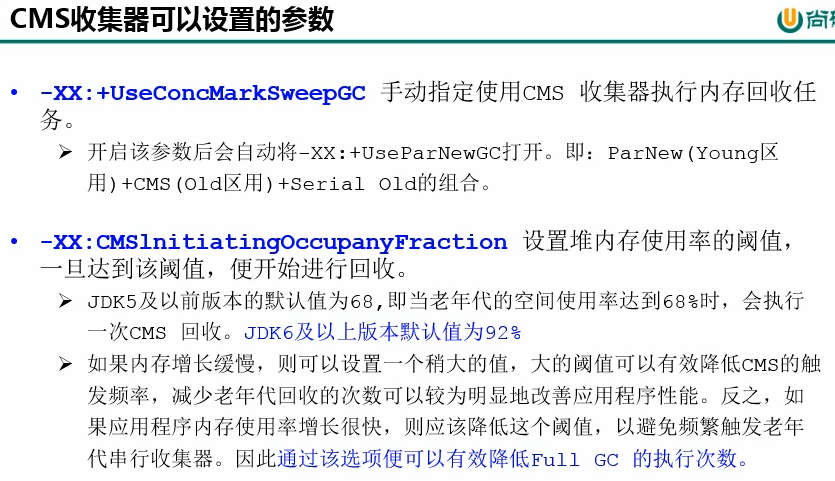 CMS收集器可以设置的参数
尚
• -XX:+UseConcMarkSweepGC 手动指定使用CMS 收集器执行内存回收任
务。
➢ 开启该参数后会自动将-XX:+UseParNewGC打开。即：ParNew(Young区
用)+CMS(Old区用)+Serial Old的组合。
• -XX:CMSlnitiatingOccupanyFraction 设置堆内存使用率的阈值，
一旦达到该阈值，便开始进行回收。
➢ JDK5及以前版本的默认值为68,即当老年代的空间使用率达到68%时，会执行
一次CMS 回收。JDK6及以上版本默认值为92%
➢ 如果内存增长缓慢，则可以设置一个稍大的值，大的阈值可以有效降低CMS的触
发频率，减少老年代回收的次数可以较为明显地改善应用程序性能。反之，如
果应用程序内存使用率增长很快，则应该降低这个阈值，以避免频繁触发老年
代串行收集器。因此通过该选项便可以有效降低Full GC 的执行次数。